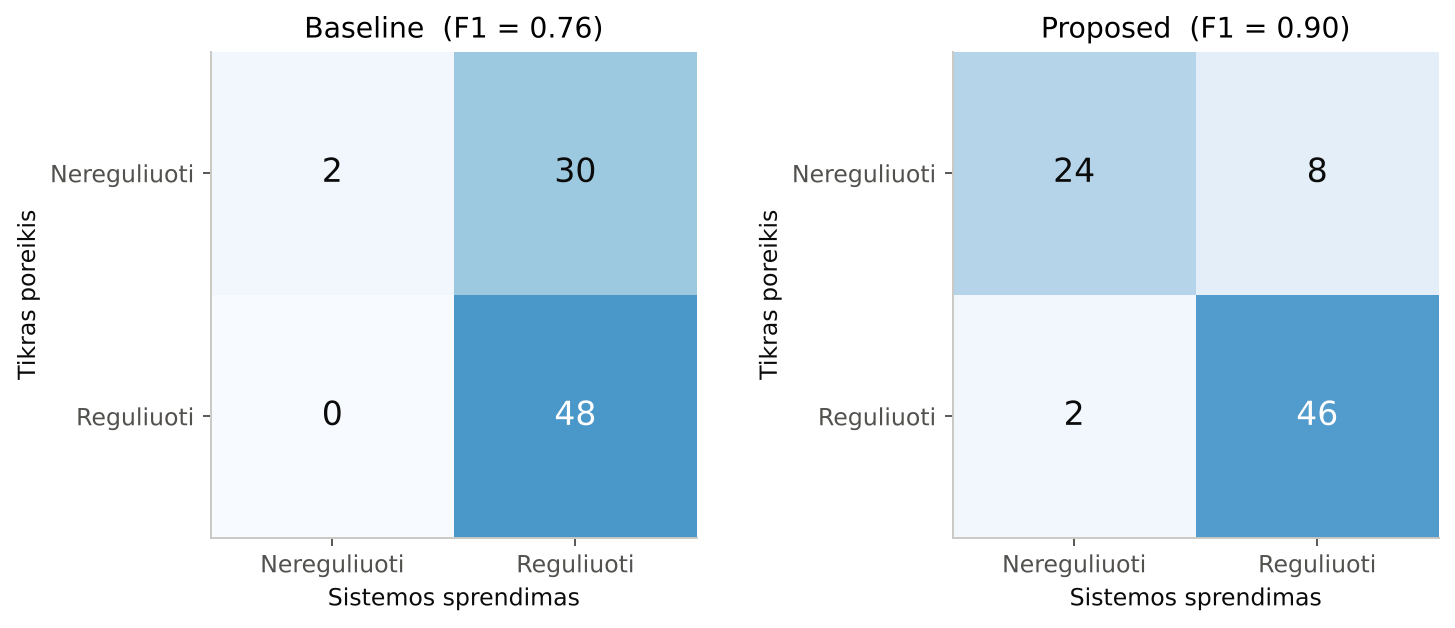 Baseline  (F1 = 0.76)
Nereguliuoti
2
30
Tikras poreikis
Reguliuoti
0
48
Nereguliuoti
Reguliuoti
Sistemos sprendimas
Proposed  (F1 = 0.90)
Nereguliuoti
24
8
Tikras poreikis
Reguliuoti
2
46
Nereguliuoti
Reguliuoti
Sistemos sprendimas